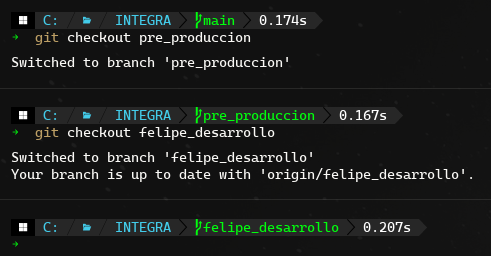 C: INTEGRA main 0.174s
→ git checkout pre_produccion
Switched to branch 'pre_produccion'
C: INTEGRA pre_produccion 0.167s
→ git checkout felipe_desarrollo
Switched to branch 'felipe_desarrollo'
Your branch is up to date with 'origin/felipe_desarrollo'.
C: INTEGRA felipe_desarrollo 0.207s
→